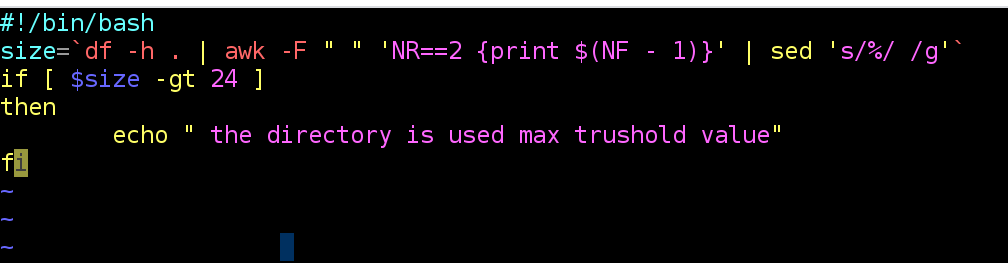 #!/bin/bash
size=`df -h . | awk -F " " 'NR==2 {print $(NF - 1)}' | sed 's/%/ /g'`
if [ $size -gt 24 ]
then
        echo " the directory is used max trushold value"
fi
~
~
~